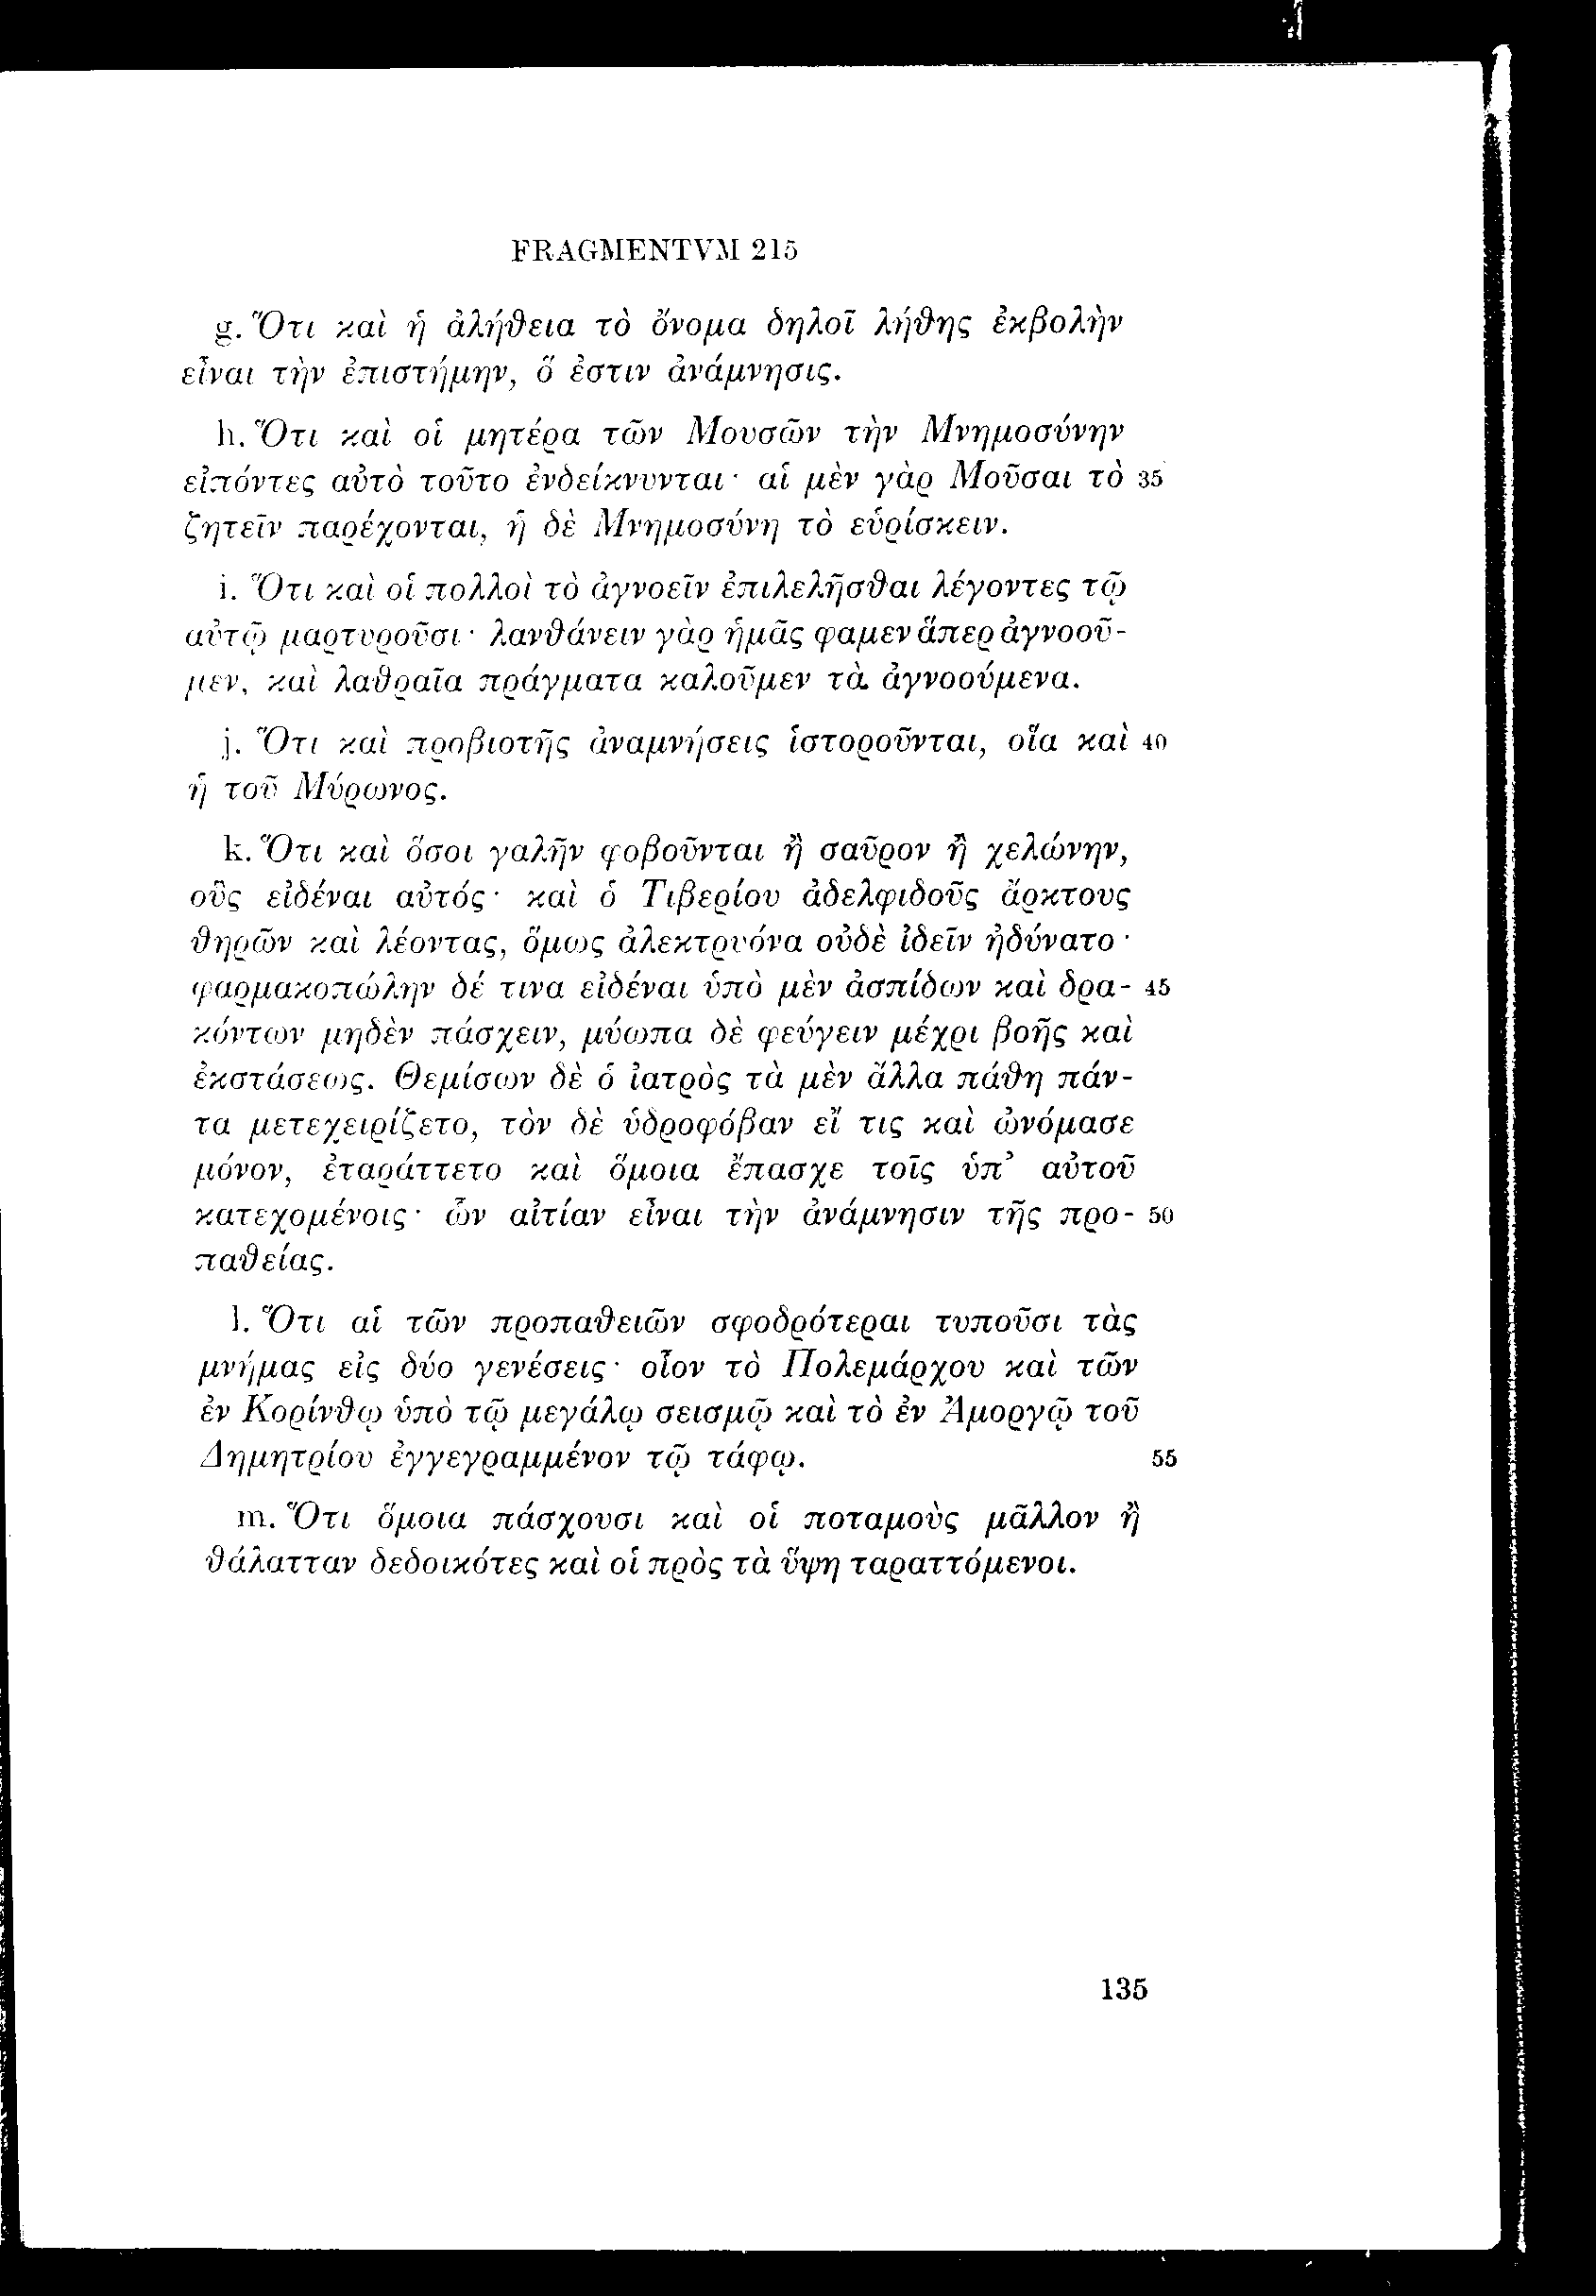 FRAGMENTVM 215
g. Ὅτι καὶ ἡ ἀλήθεια τὸ ὄνομα δηλοῖ λήθης ἐκβολὴν
εἶναι τὴν ἐπιστήμην, ὅ ἐστιν ἀνάμνησις.
h. Ὅτι καὶ οἱ μητέρα τῶν Μουσῶν τὴν Μνημοσύνην
εἰπόντες αὐτὸ τοῦτο ἐνδείκνυνται· αἱ μὲν γὰρ Μοῦσαι τὸ 35
ζητεῖν παρέχονται, ἡ δὲ Μνημοσύνη τὸ εὑρίσκειν.
i. Ὅτι καὶ οἱ πολλοὶ τὸ ἀγνοεῖν ἐπιλελῆσθαι λέγοντες τῷ
αὐτῷ μαρτυροῦσι· λανθάνειν γὰρ ἡμᾶς φαμεν ἅπερ ἀγνοοῦ-
μεν, καὶ λαθραῖα πράγματα καλοῦμεν τὰ ἀγνοούμενα.
j. Ὅτι καὶ προβιοτῆς ἀναμνήσεις ἱστοροῦνται, οἵα καὶ 40
ἡ τοῦ Μύρωνος.
k. Ὅτι καὶ ὅσοι γαλῆν φοβοῦνται ἢ σαῦρον ἢ χελώνην,
οὓς εἰδέναι αὐτός· καὶ ὁ Τιβερίου ἀδελφιδοῦς ἄρκτους
θηρῶν καὶ λέοντας, ὅμως ἀλεκτρυόνα οὐδὲ ἰδεῖν ἠδύνατο·
φαρμακοπώλην δέ τινα εἰδέναι ὑπὸ μὲν ἀσπίδων καὶ δρα- 45
κόντων μηδὲν πάσχειν, μύωπα δὲ φεύγειν μέχρι βοῆς καὶ
ἐκστάσεως. Θεμίσων δὲ ὁ ἰατρὸς τὰ μὲν ἄλλα πάθη πάν-
τα μετεχειρίζετο, τὸν δὲ ὑδροφόβαν εἴ τις καὶ ὠνόμασε
μόνον, ἐταράττετο καὶ ὅμοια ἔπασχε τοῖς ὑπ’ αὐτοῦ
κατεχομένοις· ὧν αἰτίαν εἶναι τὴν ἀνάμνησιν τῆς προ- 50
παθείας.
l. Ὅτι αἱ τῶν προπαθειῶν σφοδρότεραι τυποῦσι τὰς
μνήμας εἰς δύο γενέσεις· οἷον τὸ Πολεμάρχου καὶ τῶν
ἐν Κορίνθῳ ὑπὸ τῷ μεγάλῳ σεισμῷ καὶ τὸ ἐν Ἀμοργῷ τοῦ
Δημητρίου ἐγγεγραμμένον τῷ τάφῳ. 55
m. Ὅτι ὅμοια πάσχουσι καὶ οἱ ποταμοὺς μᾶλλον ἢ
θάλατταν δεδοικότες καὶ οἱ πρὸς τὰ ὕψη ταραττόμενοι.
135